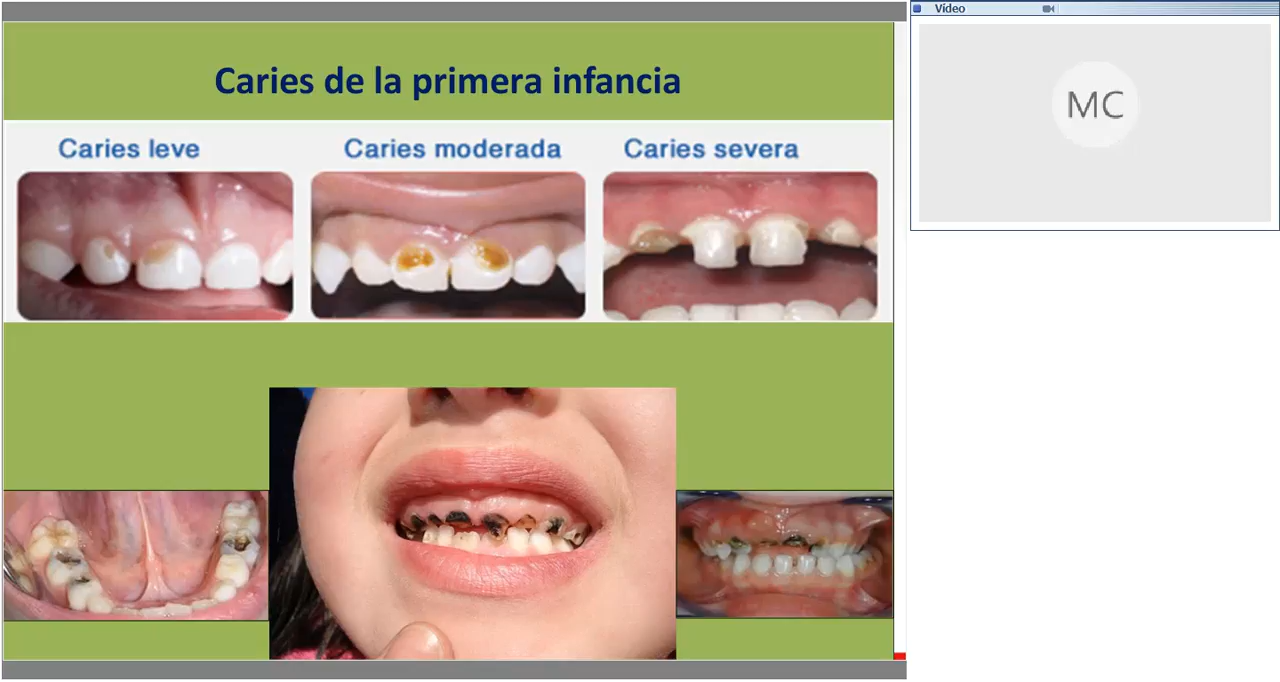 Caries de la primera infancia
Caries leve
Caries moderada
Caries severa
Vídeo
MC